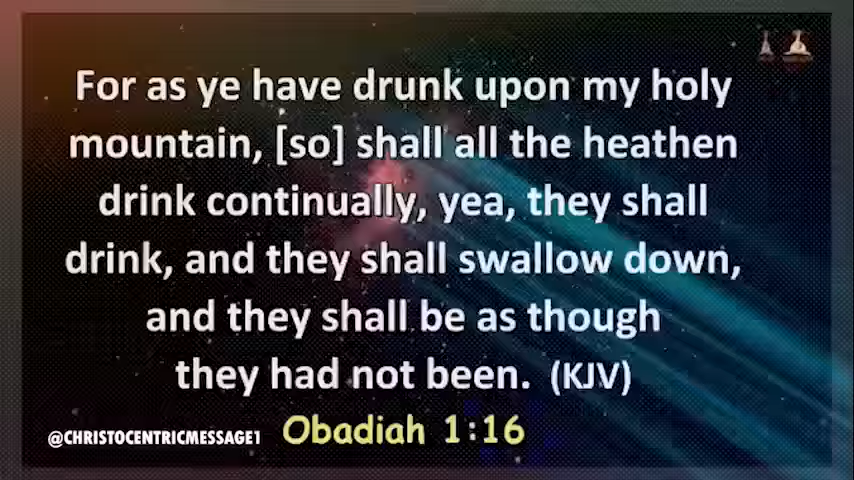 For as ye have drunk upon my holy
mountain, [so] shall all the heathen
drink continually, yea, they shall
drink, and they shall swallow down,
and they shall be as though
they had not been. (KJV)
@CHRISTOCENTRICMESSAGE1 Obadiah 1:16